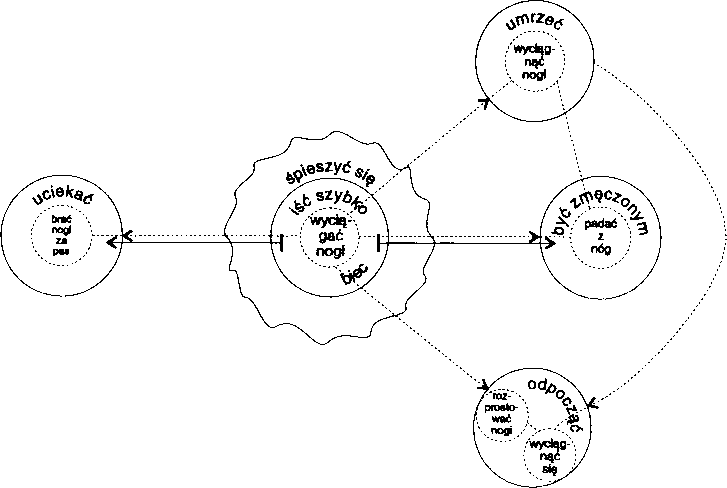 umrzeć
wyciąg-
nąć
nogi
śpieszyć się
iść szybko
wycią-
gać
nogi
biec
uciekać
brać
nogi
za
pas
być zmęczonym
padać
z
nóg
odpocząć
roz-
prosto-
wać
nogi
wyciąg-
nąć
się